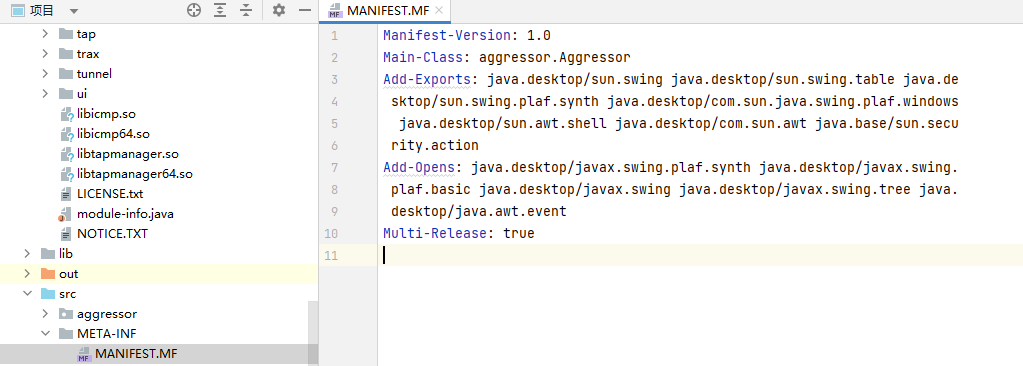 项目
tap
trax
tunnel
ui
libicmp.so
libicmp64.so
libtapmanager.so
libtapmanager64.so
LICENSE.txt
module-info.java
NOTICE.TXT
lib
out
src
aggressor
META-INF
MANIFEST.MF
MANIFEST.MF
1 Manifest-Version: 1.0
2 Main-Class: aggressor.Aggressor
3 Add-Exports: java.desktop/sun.swing java.desktop/sun.swing.table java.de
4 sktop/sun.swing.plaf.synth java.desktop/com.sun.java.swing.plaf.windows
5 java.desktop/sun.awt.shell java.desktop/com.sun.awt java.base/sun.secu
6 rity.action
7 Add-Opens: java.desktop/javax.swing.plaf.synth java.desktop/javax.swing.
8 plaf.basic java.desktop/javax.swing java.desktop/javax.swing.tree java.
9 desktop/java.awt.event
10 Multi-Release: true
11